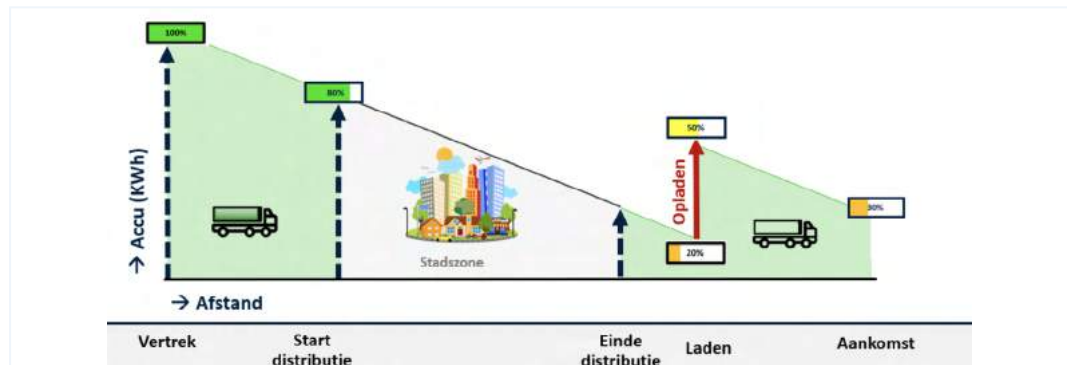 100%
80%
50%
Opladen
30%
20%
→ Accu (KWh)
Stadszone
→ Afstand
Vertrek
Start
distributie
Einde
distributie
Laden
Aankomst